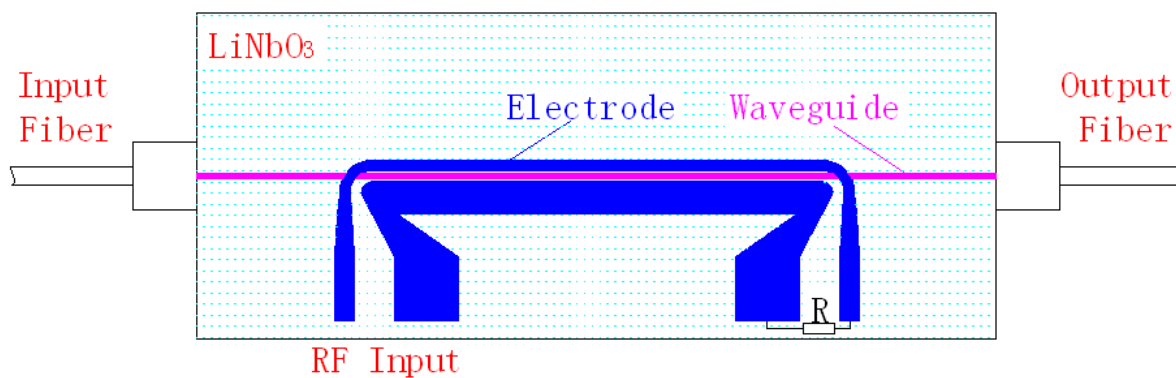 LiNbO3
Input
Fiber
Electrode
Waveguide
Output
Fiber
R
RF Input